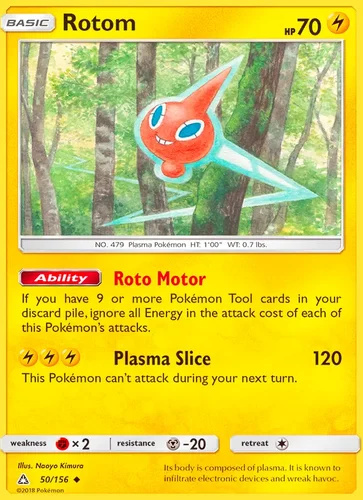 BASIC Rotom HP70
NO. 479 Plasma Pokémon HT: 1'00" WT: 0.7 lbs.
Ability Roto Motor
If you have 9 or more Pokémon Tool cards in your
discard pile, ignore all Energy in the attack cost of each of
this Pokémon's attacks.
Plasma Slice 120
This Pokémon can't attack during your next turn.
weakness ×2 resistance -20 retreat
Illus. Naoyo Kimura
50/156
©2018 Pokémon
Its body is composed of plasma. It is known to
infiltrate electronic devices and wreak havoc.